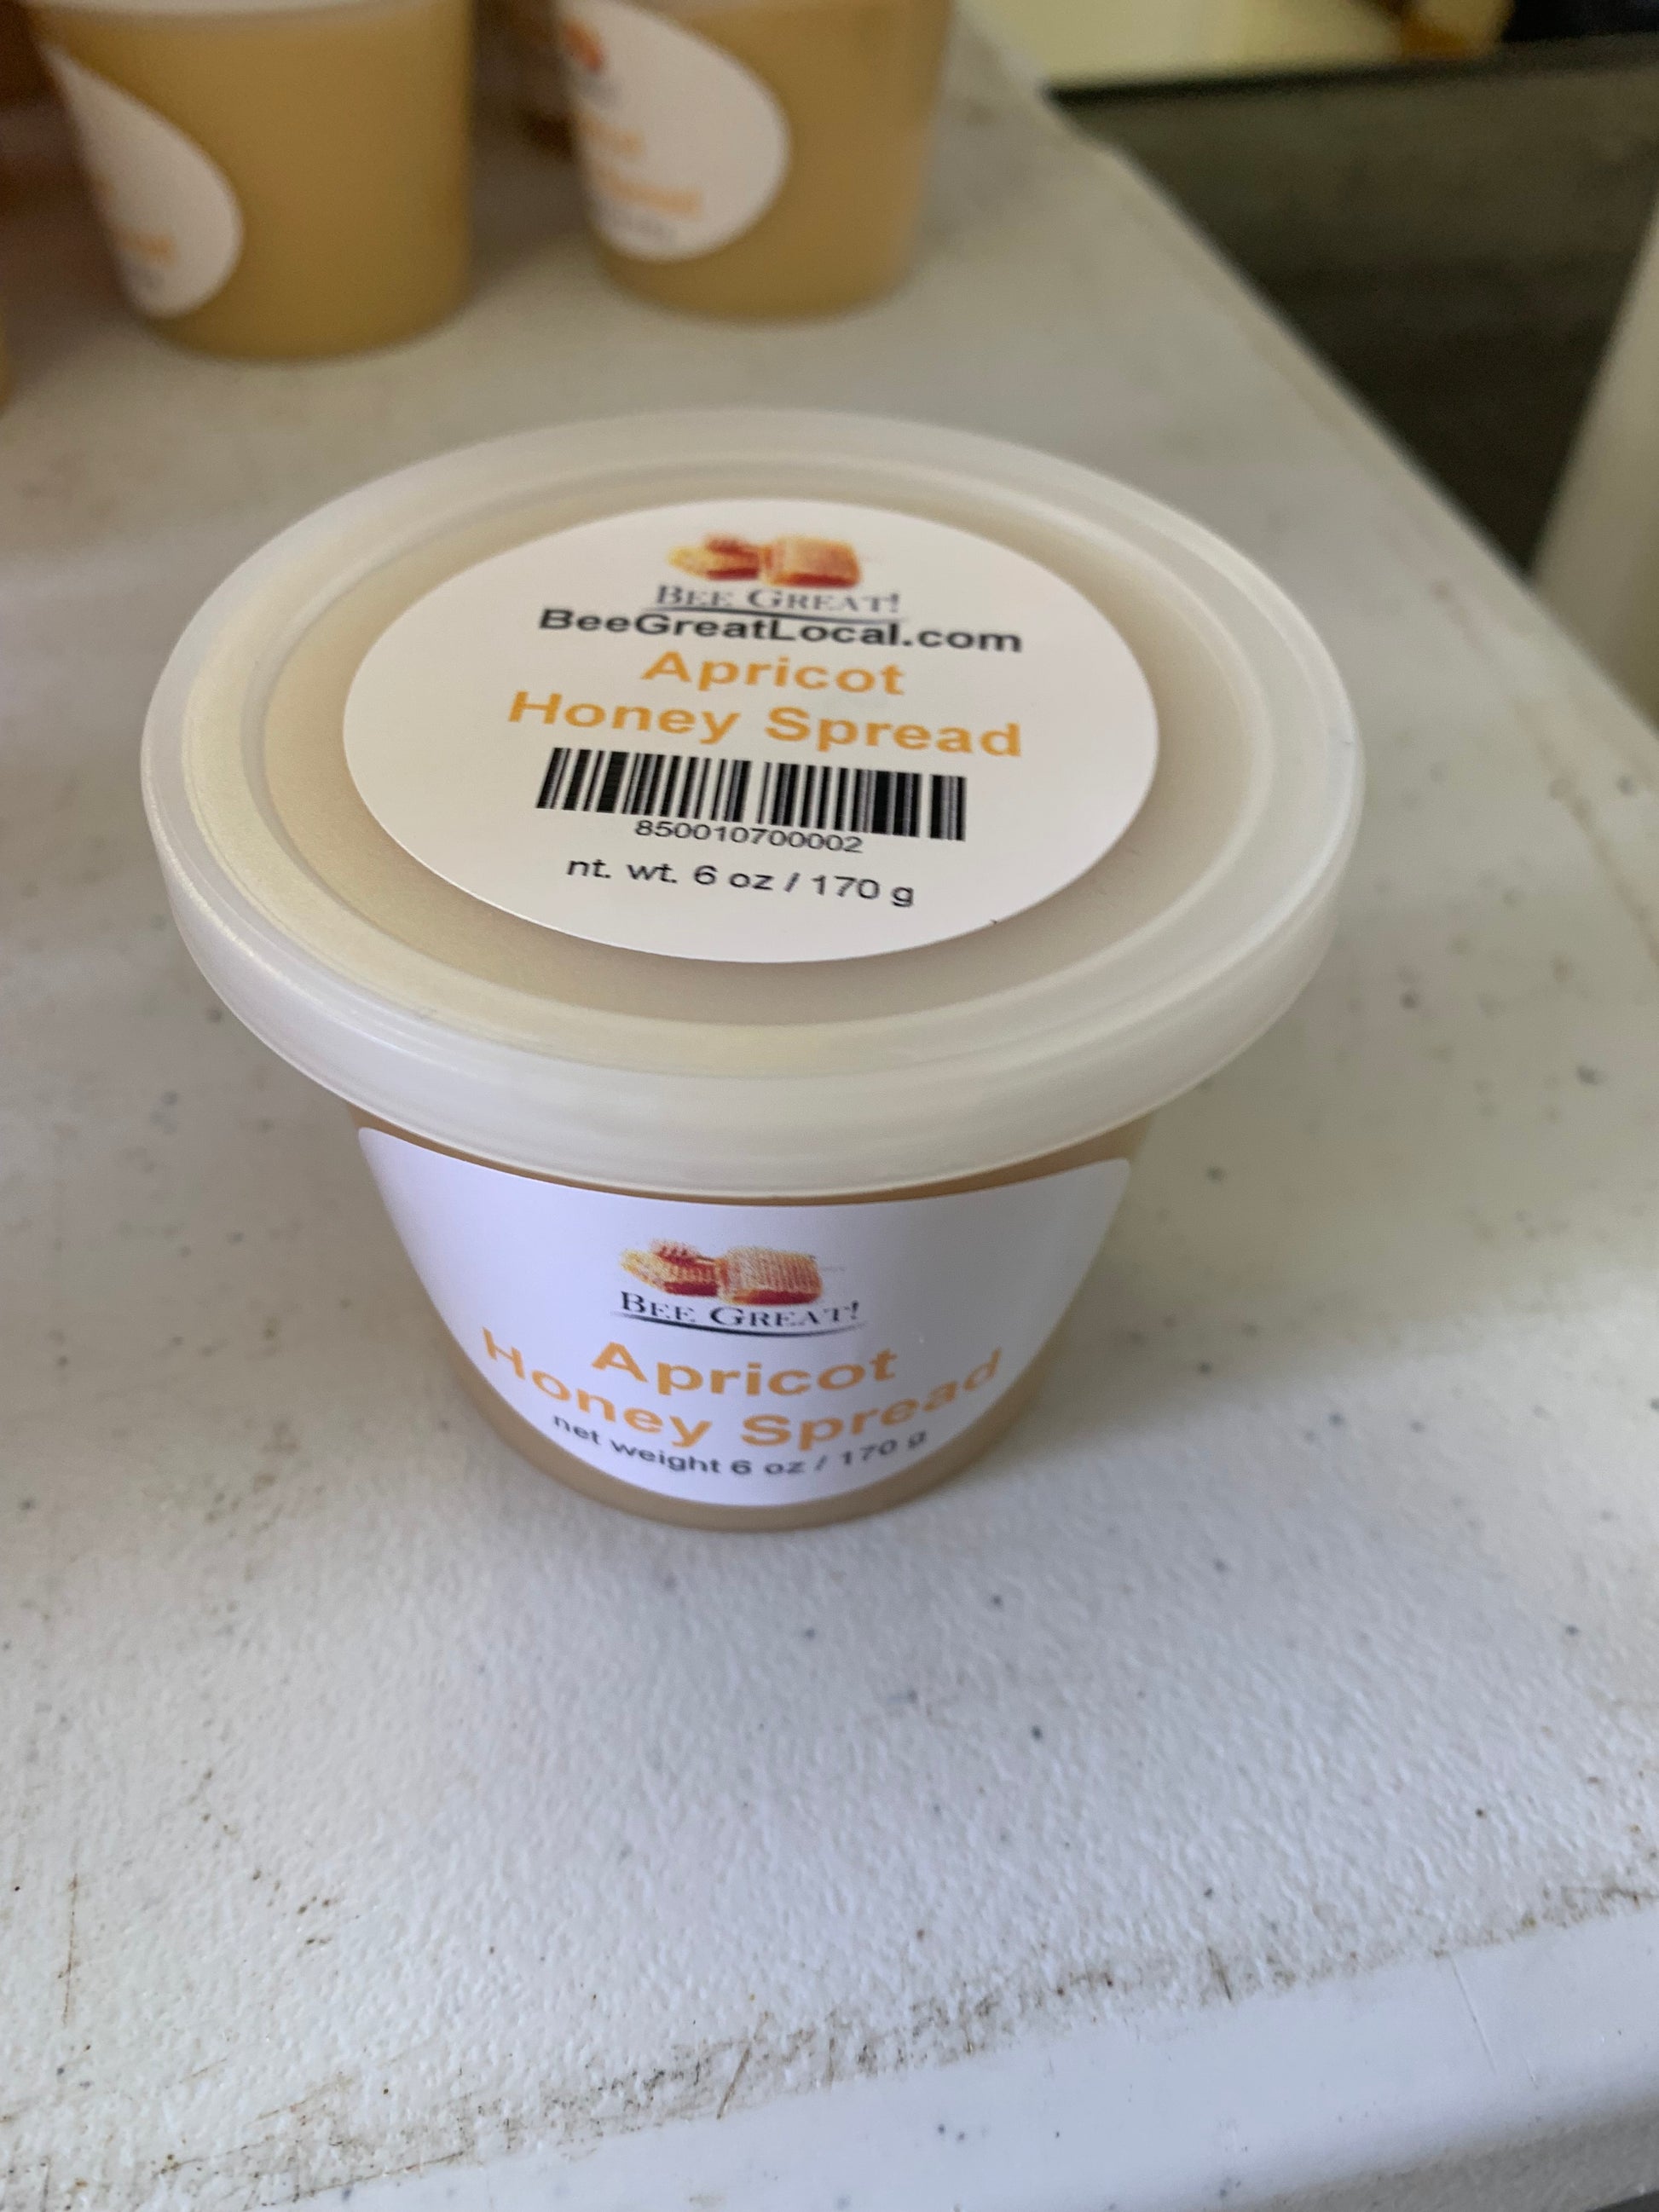 BEE GREAT!
BeeGreatLocal.com
Apricot
Honey Spread
850010700002
nt. wt. 6 oz / 170 g
BEE GREAT!
Apricot
Honey Spread
net weight 6 oz / 170 g